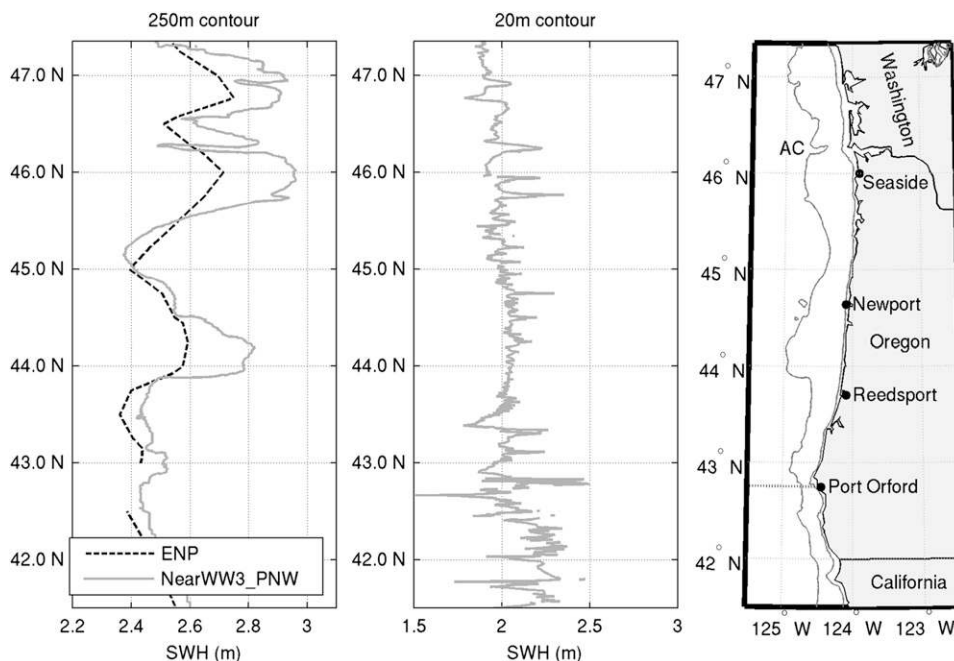 250m contour
47.0 N
46.0 N
45.0 N
44.0 N
43.0 N
42.0 N
ENP
NearWW3_PNW
2.2 2.4 2.6 2.8 3
SWH (m)
20m contour
47.0 N
46.0 N
45.0 N
44.0 N
43.0 N
42.0 N
1.5 2 2.5 3
SWH (m)
47° N
46° N
45° N
44° N
43° N
42° N
Washington
AC
Seaside
Newport
Oregon
Reedsport
Port Orford
California
125° W 124° W 123° W